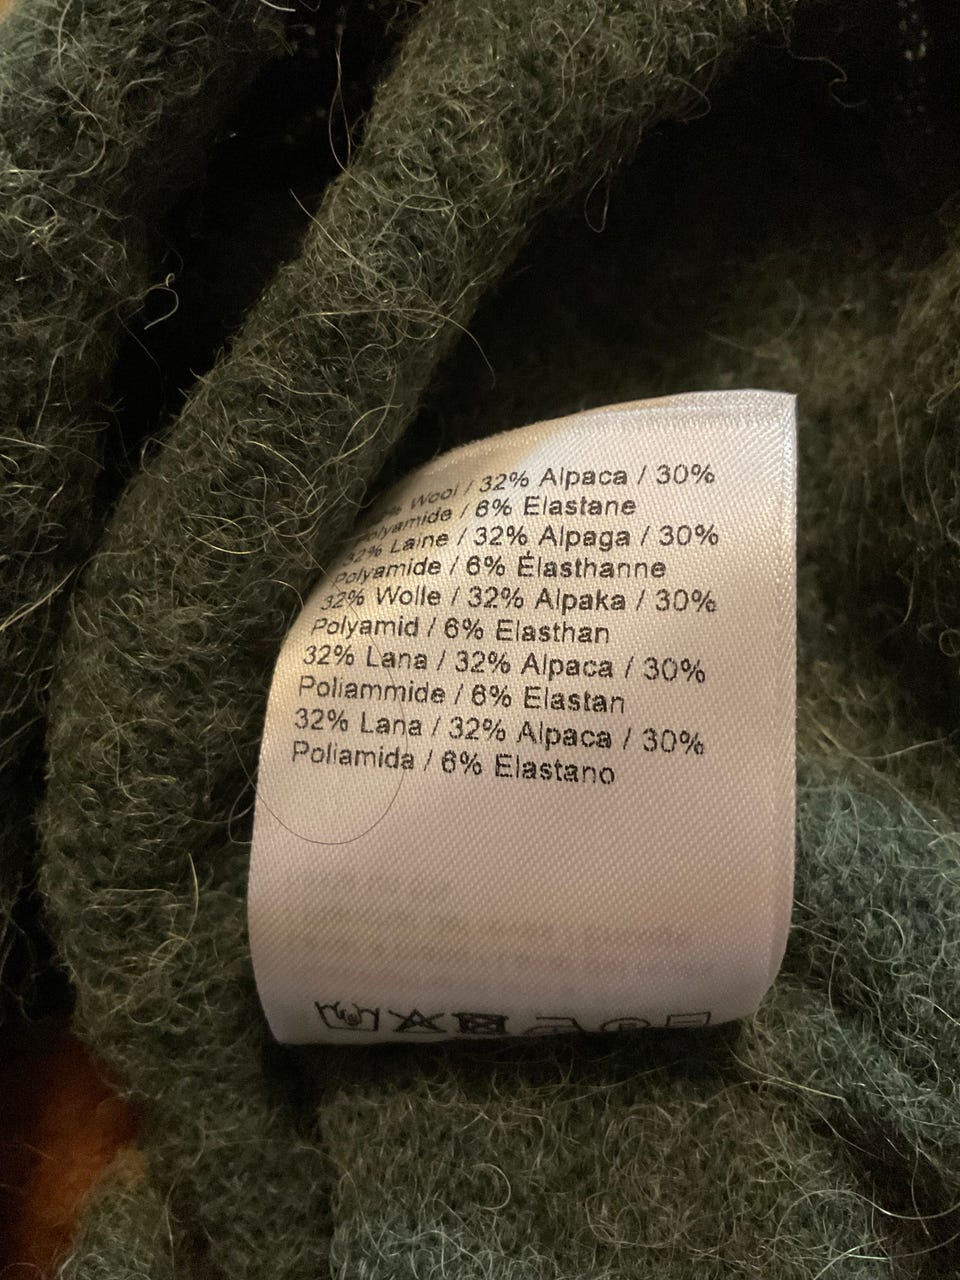 % Wool / 32% Alpaca / 30%
Polyamide / 6% Elastane
32% Laine / 32% Alpaga / 30%
Polyamide / 6% Élasthanne
32% Wolle / 32% Alpaka / 30%
Polyamid / 6% Elasthan
32% Lana / 32% Alpaca / 30%
Poliammide / 6% Elastan
32% Lana / 32% Alpaca / 30%
Poliamida / 6% Elastano